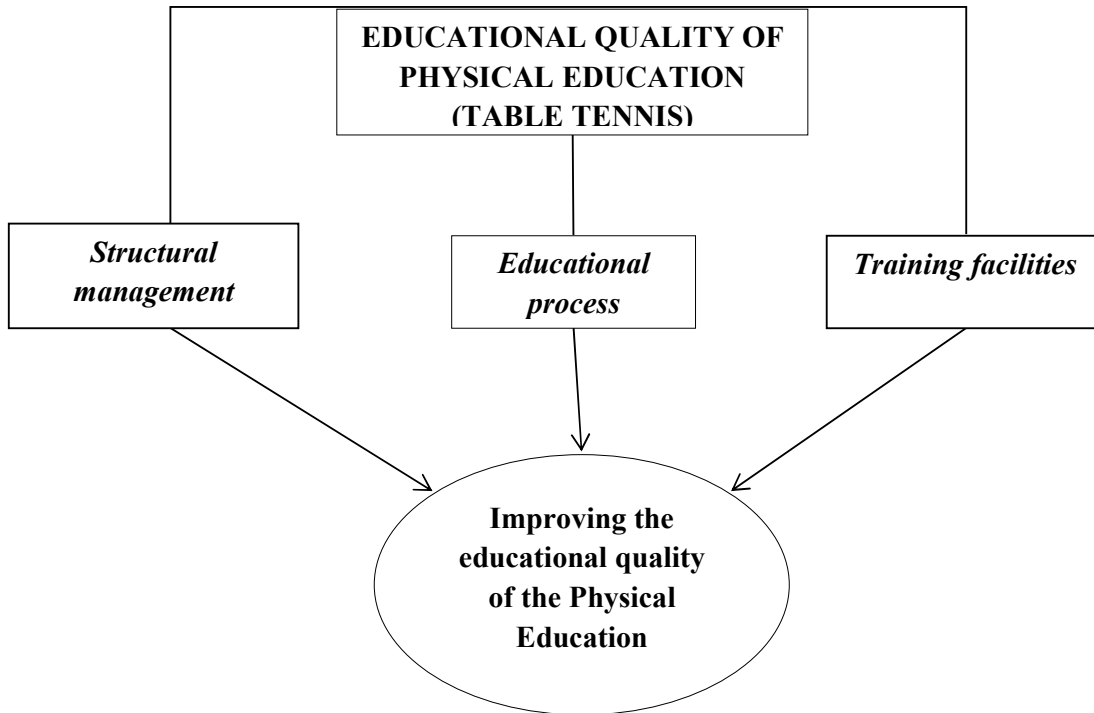 EDUCATIONAL QUALITY OF
PHYSICAL EDUCATION
(TABLE TENNIS)
Structural
management
Educational
process
Training facilities
Improving the
educational quality
of the Physical
Education